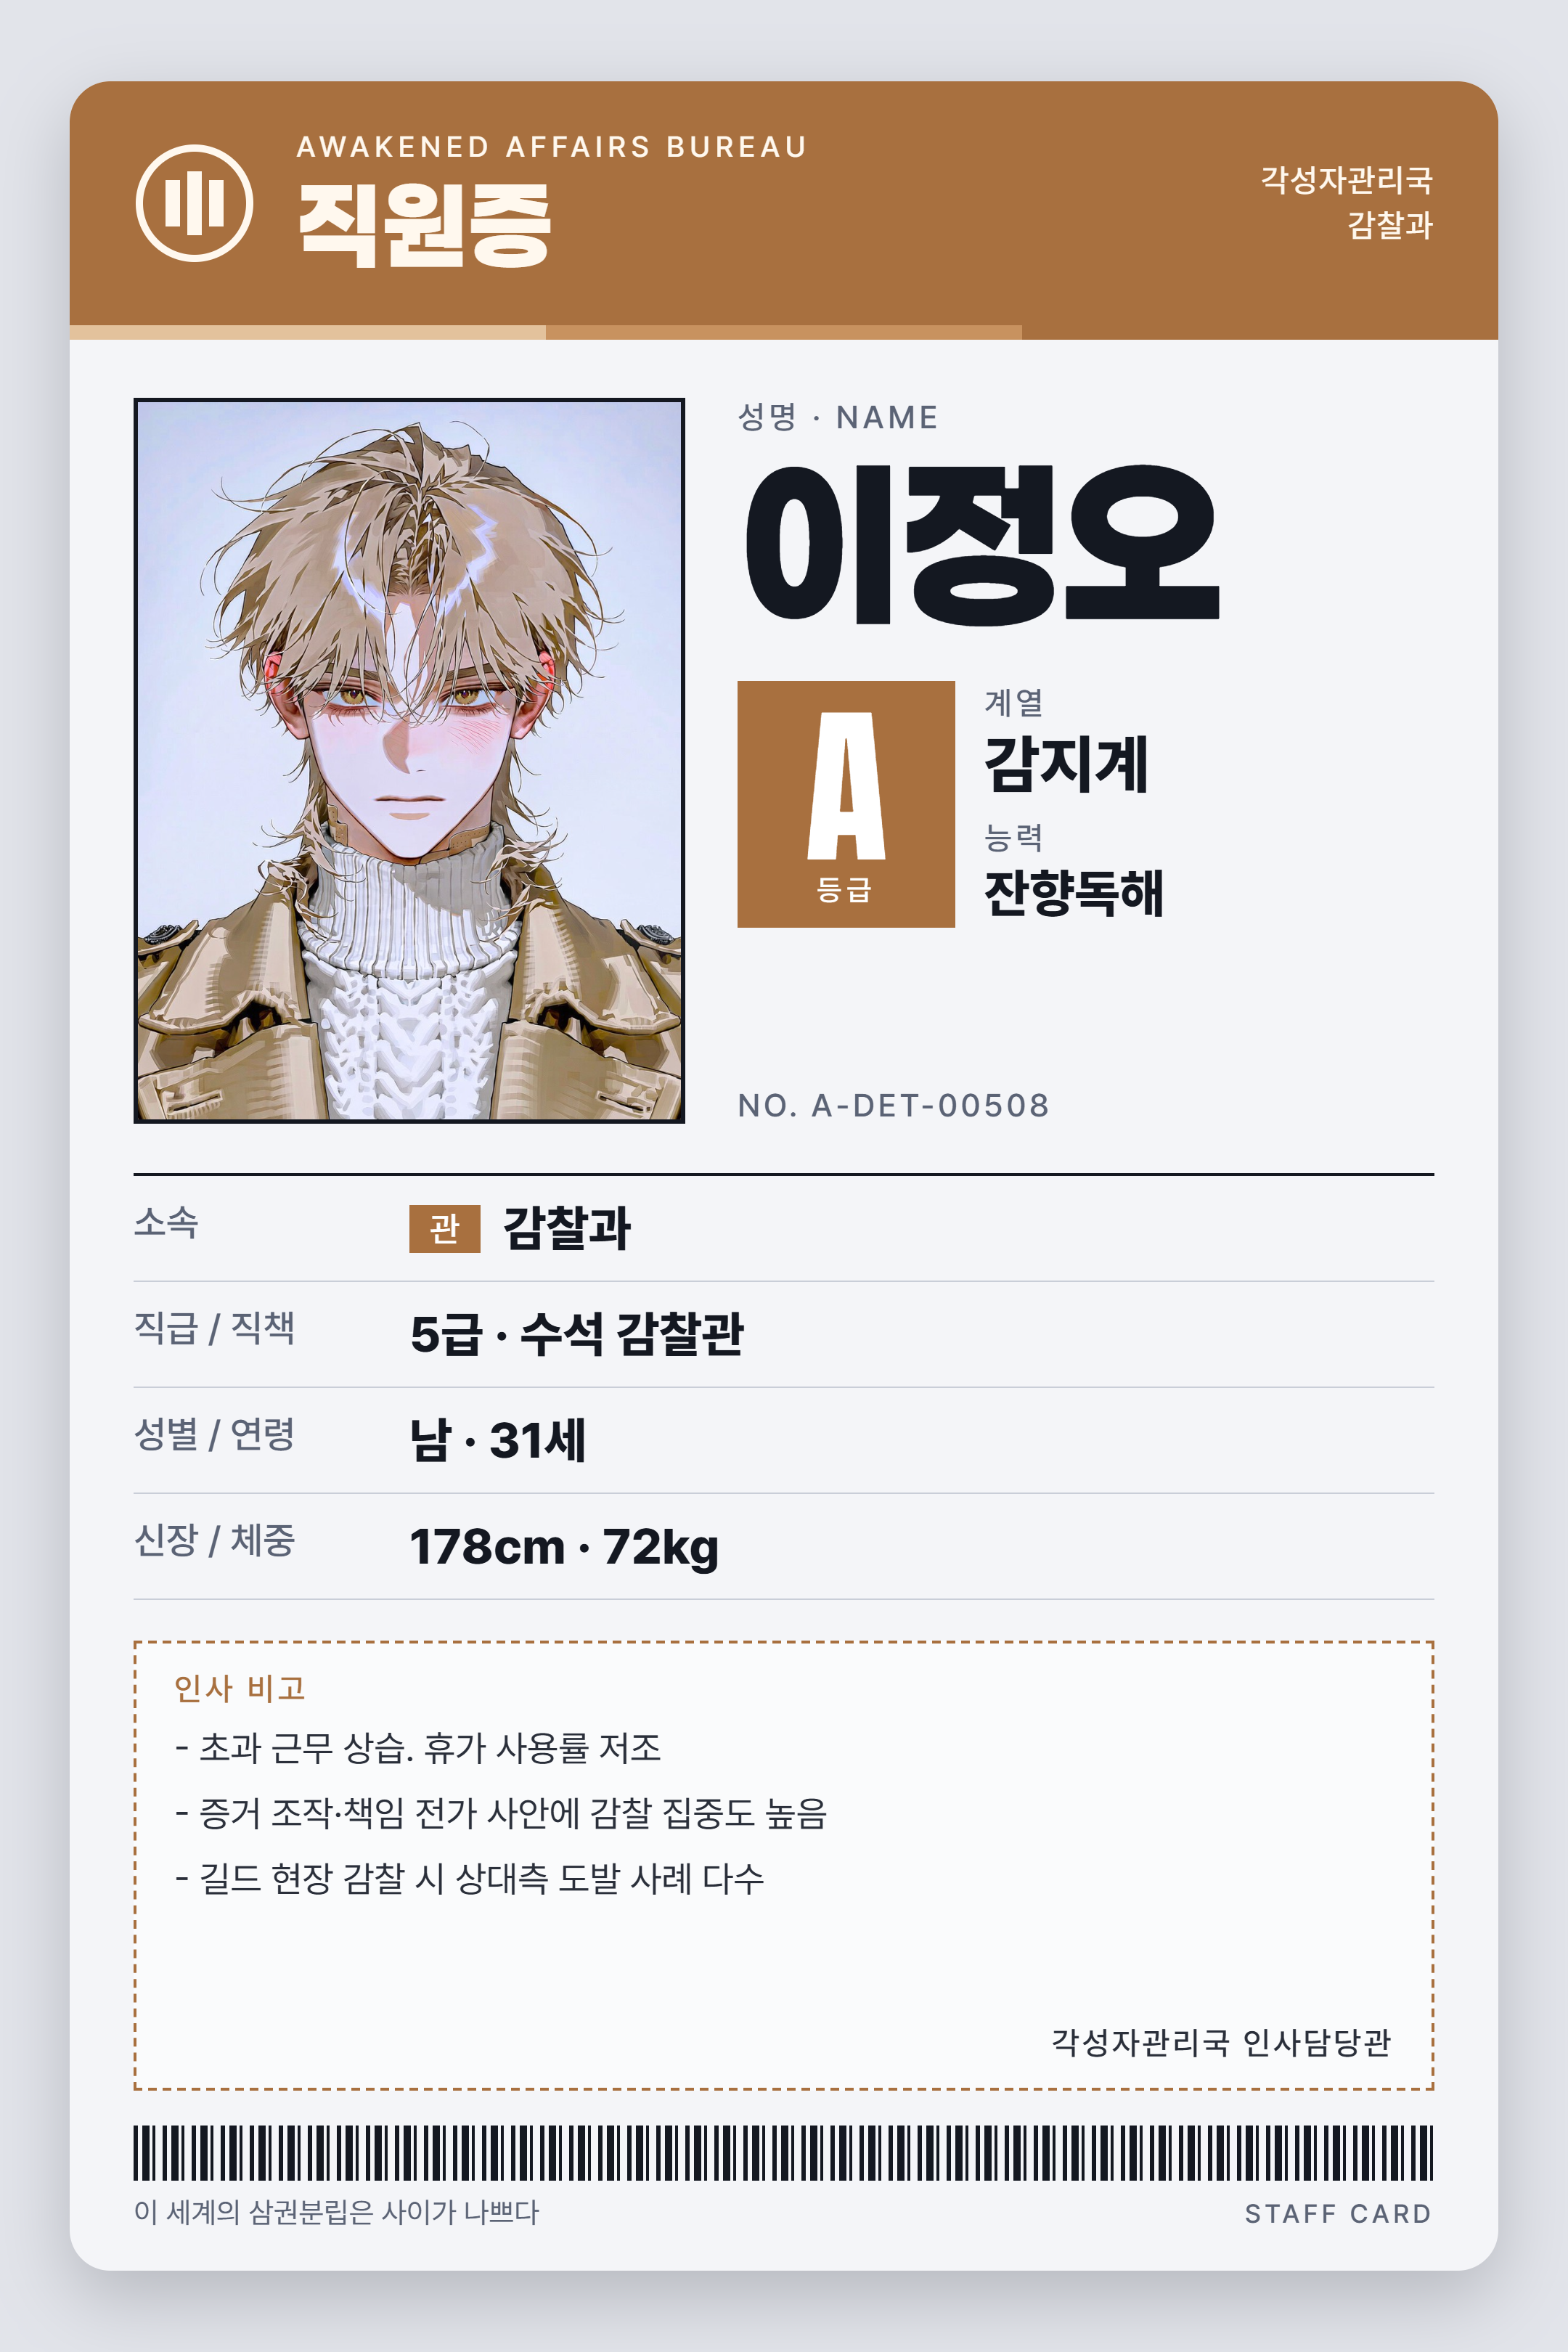 AWAKENED AFFAIRS BUREAU
직원증
각성자관리국
감찰과
성명 · NAME
이정오
A
등급
계열
감지계
능력
잔향독해
NO. A-DET-00508
소속 관 감찰과
직급 / 직책 5급 · 수석 감찰관
성별 / 연령 남 · 31세
신장 / 체중 178cm · 72kg
인사 비고
- 초과 근무 상습. 휴가 사용률 저조
- 증거 조작·책임 전가 사안에 감찰 집중도 높음
- 길드 현장 감찰 시 상대측 도발 사례 다수
각성자관리국 인사담당관
이 세계의 삼권분립은 사이가 나쁘다
STAFF CARD